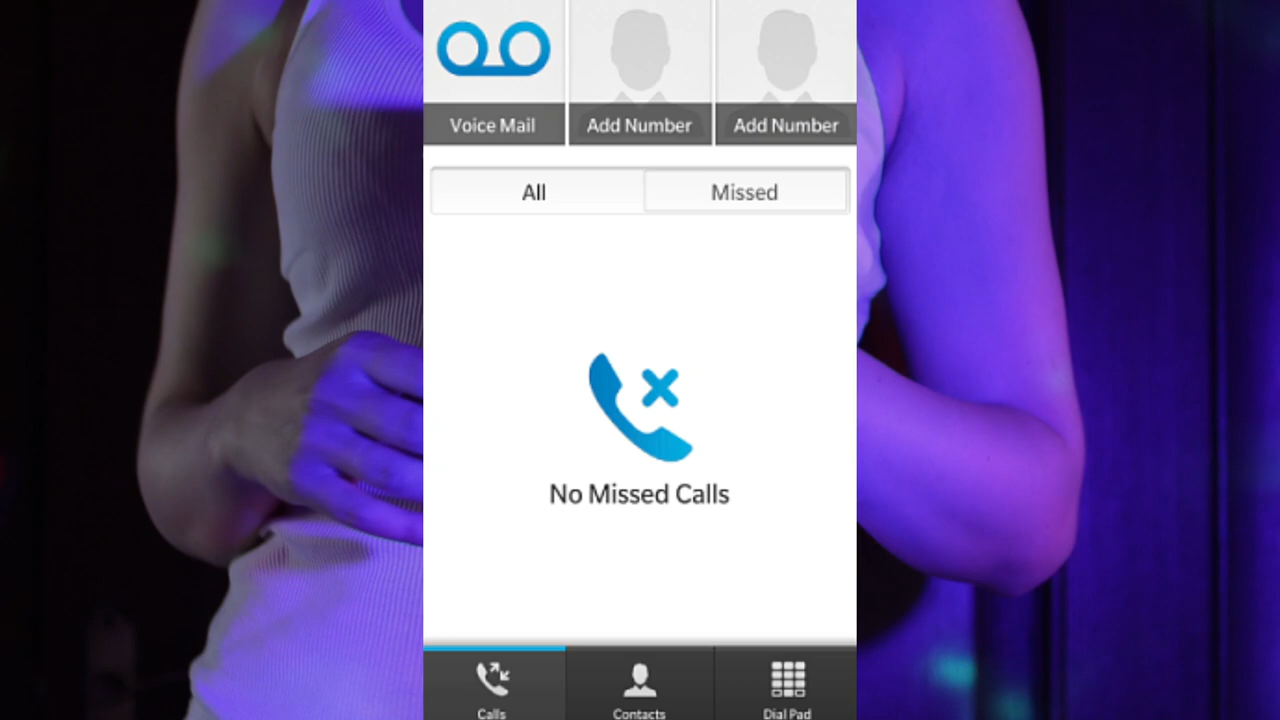 Voice Mail
Add Number
Add Number
All
Missed
No Missed Calls
Calls
Contacts
Dial Pad